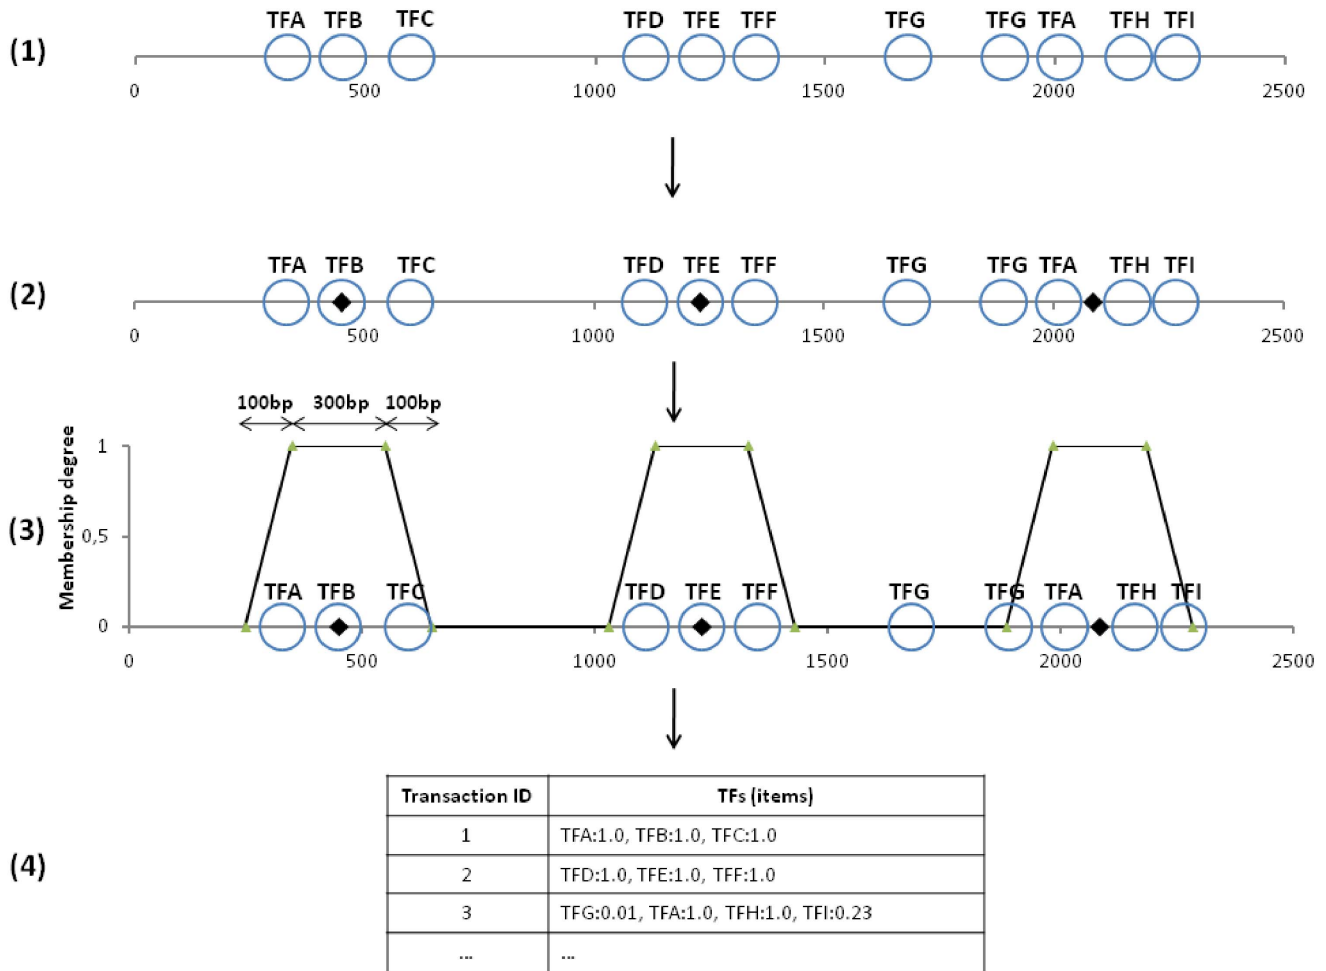 TFA TFB TFC TFD TFE TFF TFG TFG TFA TFH TFI
(1)
0 500 1000 1500 2000 2500
TFA TFB TFC TFD TFE TFF TFG TFG TFA TFH TFI
(2)
0 500 1000 1500 2000 2500
100bp 300bp 100bp
Membership degree
1
(3)
0,5
TFA TFB TFC TFD TFE TFF TFG TFG TFA TFH TFI
0
0 500 1000 1500 2000 2500
(4)
Transaction ID TFs (items)
1 TFA:1.0, TFB:1.0, TFC:1.0
2 TFD:1.0, TFE:1.0, TFF:1.0
3 TFG:0.01, TFA:1.0, TFH:1.0, TFI:0.23
... ...